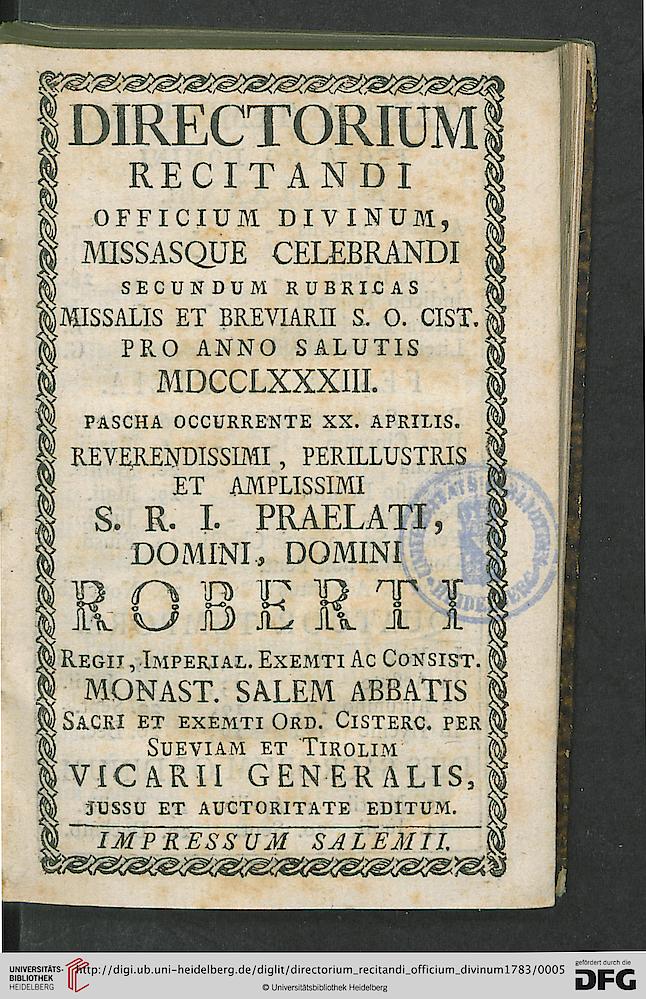 DIRECTORIUM
RECITANDI
OFFICIUM DIVINUM,
MISSASQUE CELEBRANDI
SECUNDUM RUBRICAS
MISSALIS ET BREVIARII S. O. CIST.
PRO ANNO SALUTIS
MDCCLXXXIII.
PASCHA OCCURRENTE XX. APRILIS.
REVERENDISSIMI, PERILLUSTRIS
ET AMPLISSIMI
S. R. I. PRAELATI,
DOMINI, DOMINI
ROBERTI
REGII, IMPERIAL. EXEMTI AC CONSIST.
MONAST. SALEM ABBATIS
SACRI ET EXEMTI ORD. CISTERC. PER
SUEVIAM ET TIROLIM
VICARII GENERALIS,
JUSSU ET AUCTORITATE EDITUM.
IMPRESSUM SALEMII.
UNIVERSITÄTS-
BIBLIOTHEK
HEIDELBERG
http://digi.ub.uni-heidelberg.de/diglit/directorium_recitandi_officium_divinum1783/0005
© Universitätsbibliothek Heidelberg
gefördert durch die
DFG